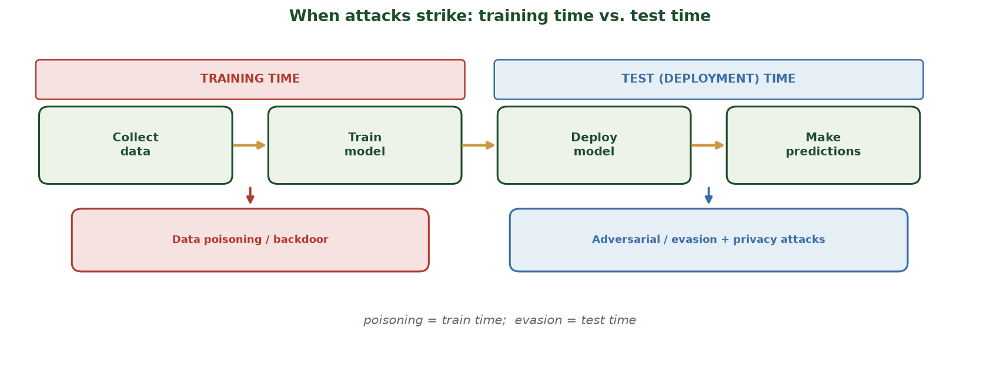 When attacks strike: training time vs. test time
TRAINING TIME
TEST (DEPLOYMENT) TIME
Collect
data
Train
model
Deploy
model
Make
predictions
Data poisoning / backdoor
Adversarial / evasion + privacy attacks
poisoning = train time;  evasion = test time